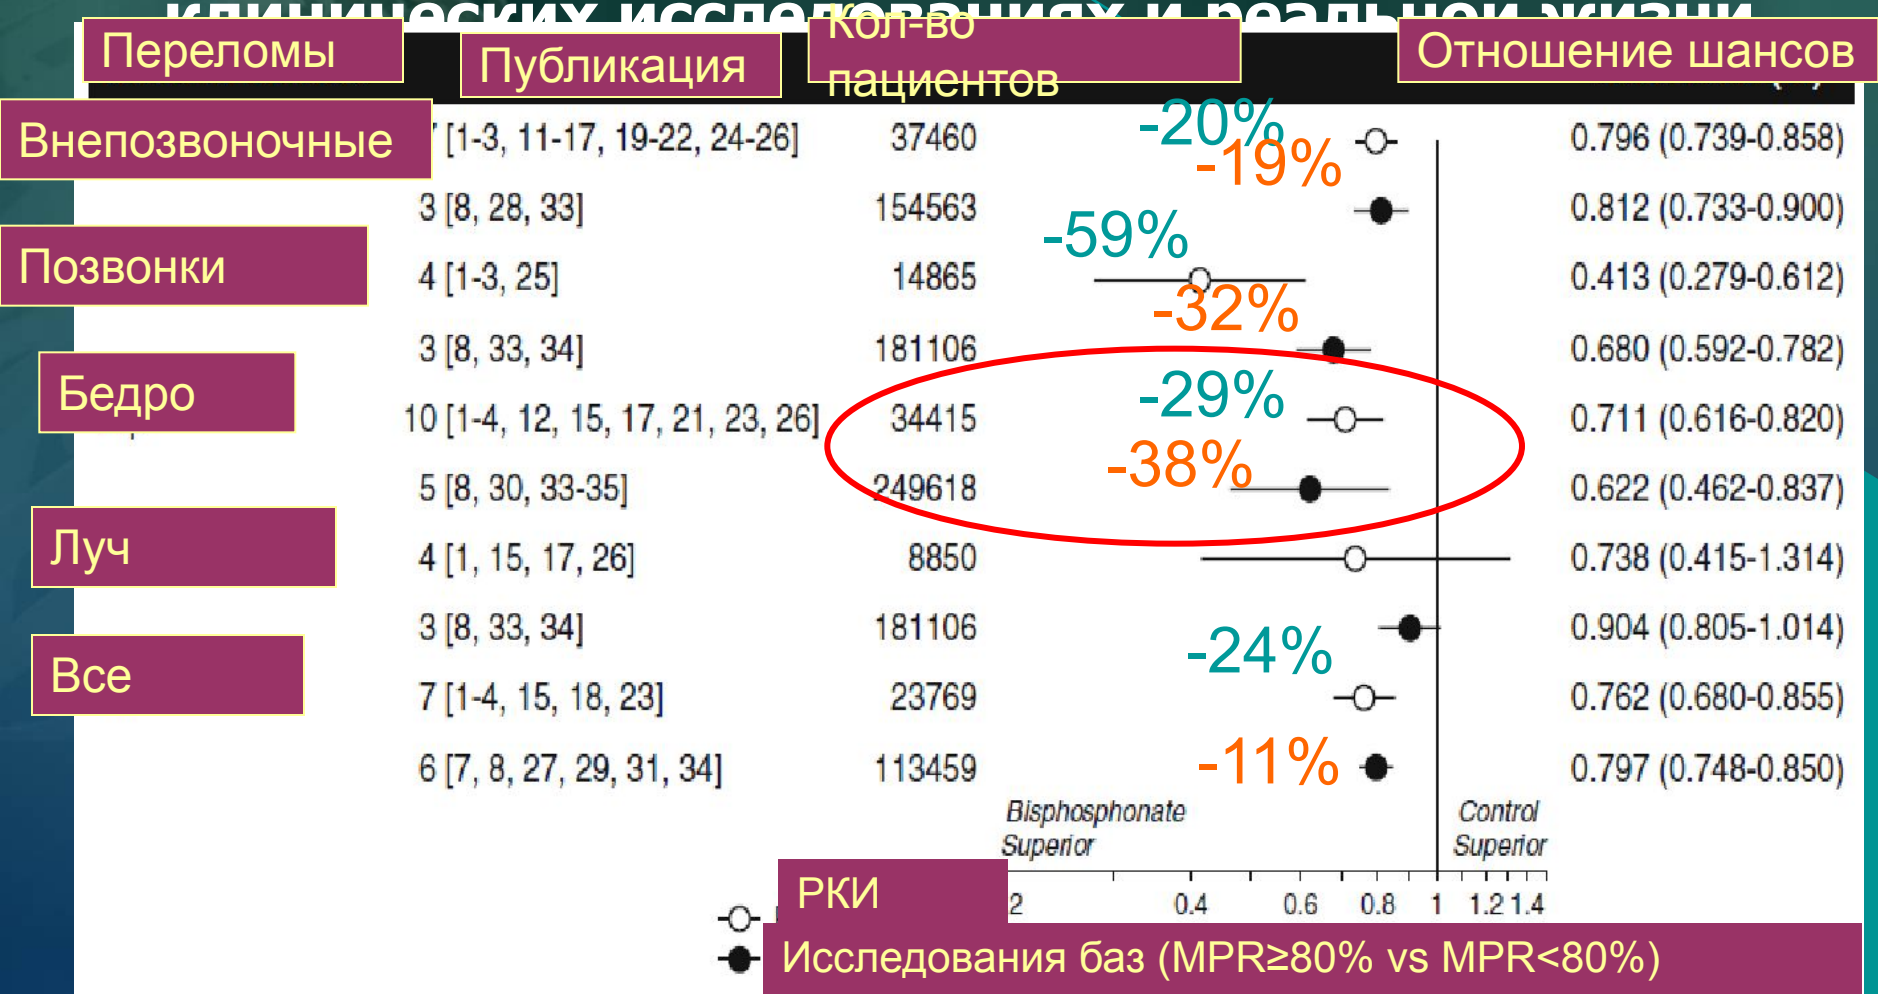 клинических исследованиях и реальной жизни
Переломы
Публикация
Кол-во
пациентов
Отношение шансов
Внепозвоночные
7 [1-3, 11-17, 19-22, 24-26]
37460
-20%
-19%
0.796 (0.739-0.858)
3 [8, 28, 33]
154563
0.812 (0.733-0.900)
Позвонки
-59%
4 [1-3, 25]
14865
-32%
0.413 (0.279-0.612)
3 [8, 33, 34]
181106
0.680 (0.592-0.782)
Бедро
10 [1-4, 12, 15, 17, 21, 23, 26]
34415
-29%
0.711 (0.616-0.820)
-38%
5 [8, 30, 33-35]
249618
0.622 (0.462-0.837)
Луч
4 [1, 15, 17, 26]
8850
0.738 (0.415-1.314)
3 [8, 33, 34]
181106
0.904 (0.805-1.014)
-24%
Все
7 [1-4, 15, 18, 23]
23769
0.762 (0.680-0.855)
-11%
6 [7, 8, 27, 29, 31, 34]
113459
0.797 (0.748-0.850)
Bisphosphonate
Superior
Control
Superior
2 0.4 0.6 0.8 1 1.2 1.4
РКИ
Исследования баз (MPR≥80% vs MPR<80%)